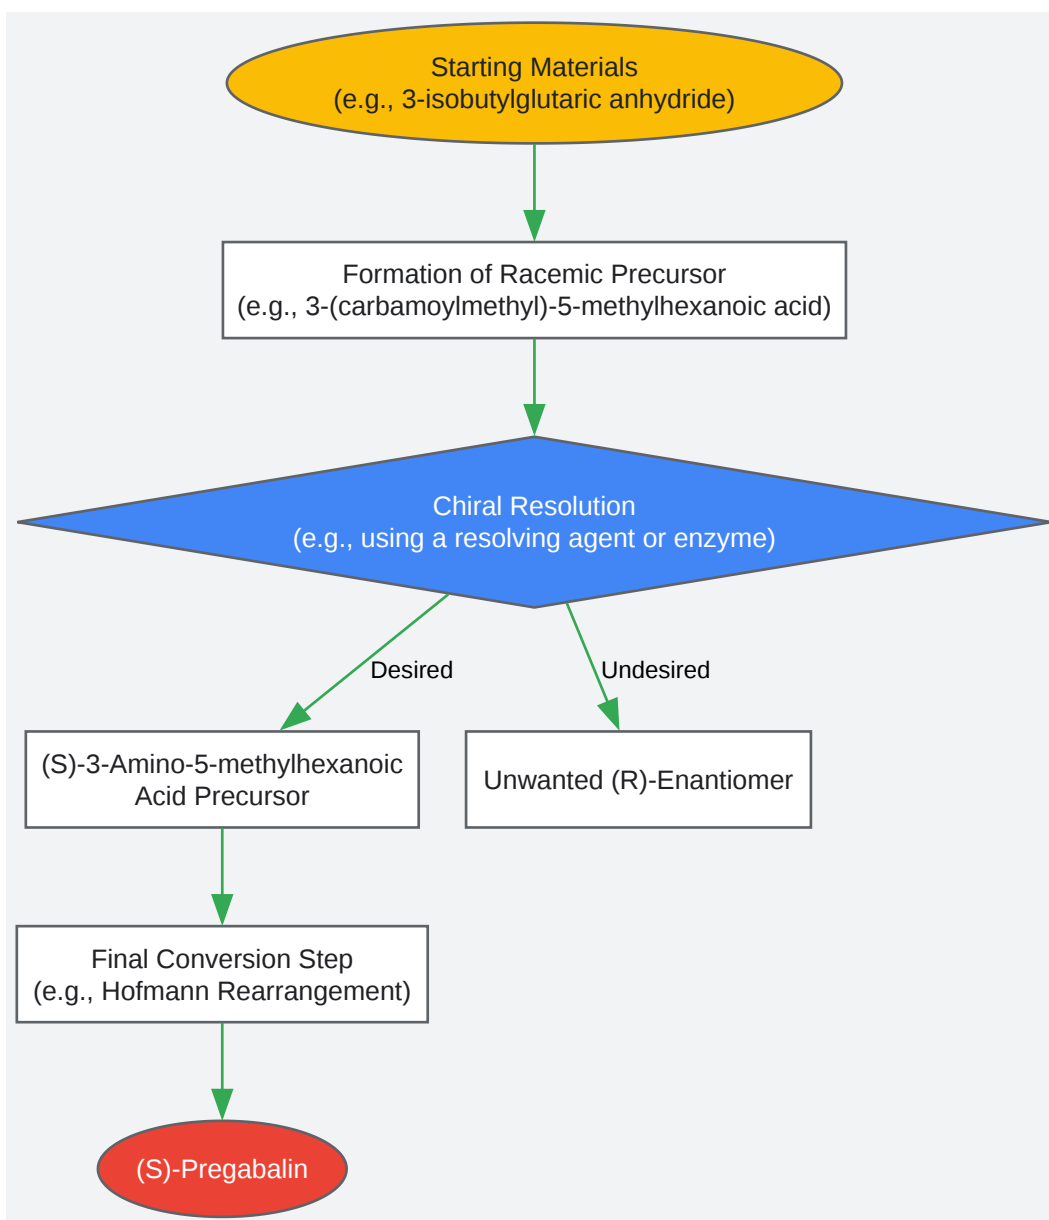 Starting Materials
(e.g., 3-isobutylglutaric anhydride)
Formation of Racemic Precursor
(e.g., 3-(carbamoylmethyl)-5-methylhexanoic acid)
Chiral Resolution
(e.g., using a resolving agent or enzyme)
Desired
Undesired
(S)-3-Amino-5-methylhexanoic
Acid Precursor
Unwanted (R)-Enantiomer
Final Conversion Step
(e.g., Hofmann Rearrangement)
(S)-Pregabalin